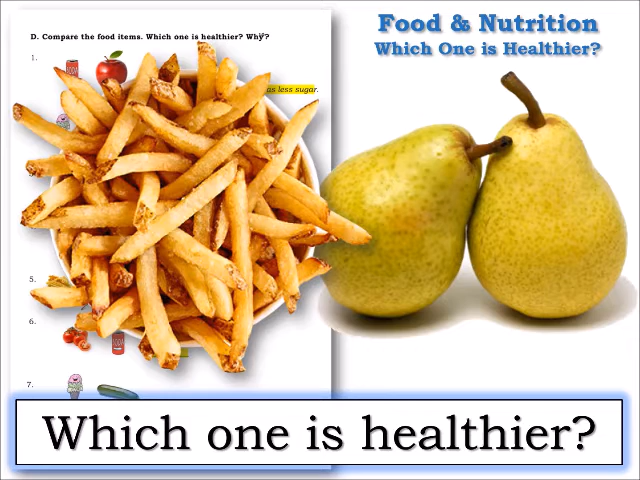 D. Compare the food items. Which one is healthier? Why?
1.
as less sugar.
5.
6.
SODA
7.
Food & Nutrition
Which One is Healthier?
Which one is healthier?